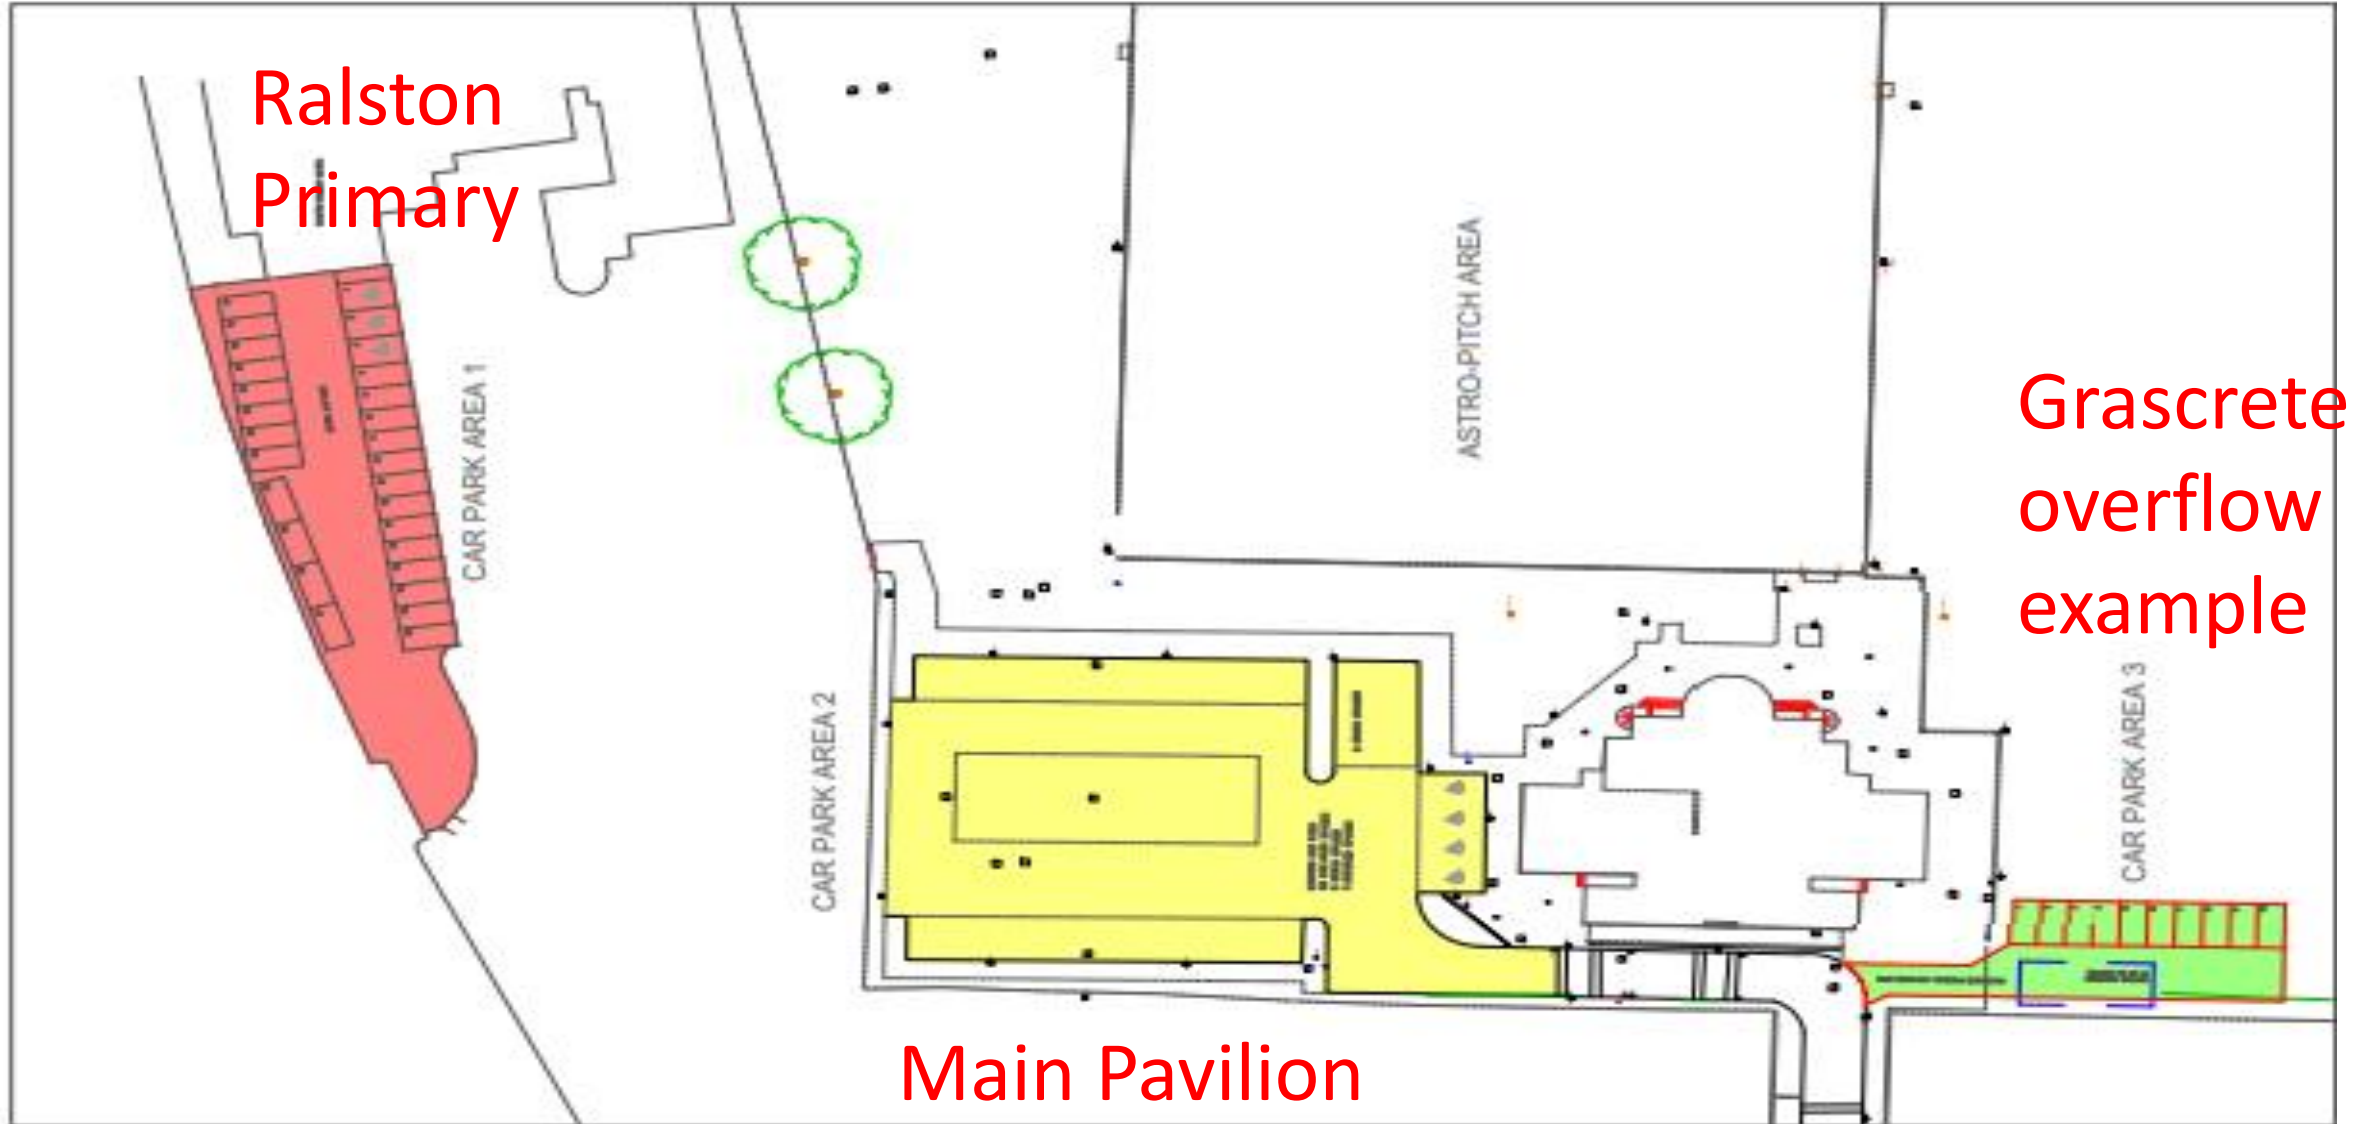 Ralston
Primary
CAR PARK AREA 1
ASTRO-PITCH AREA
Grascrete
overflow
example
CAR PARK AREA 2
CAR PARK AREA 3
Main Pavilion